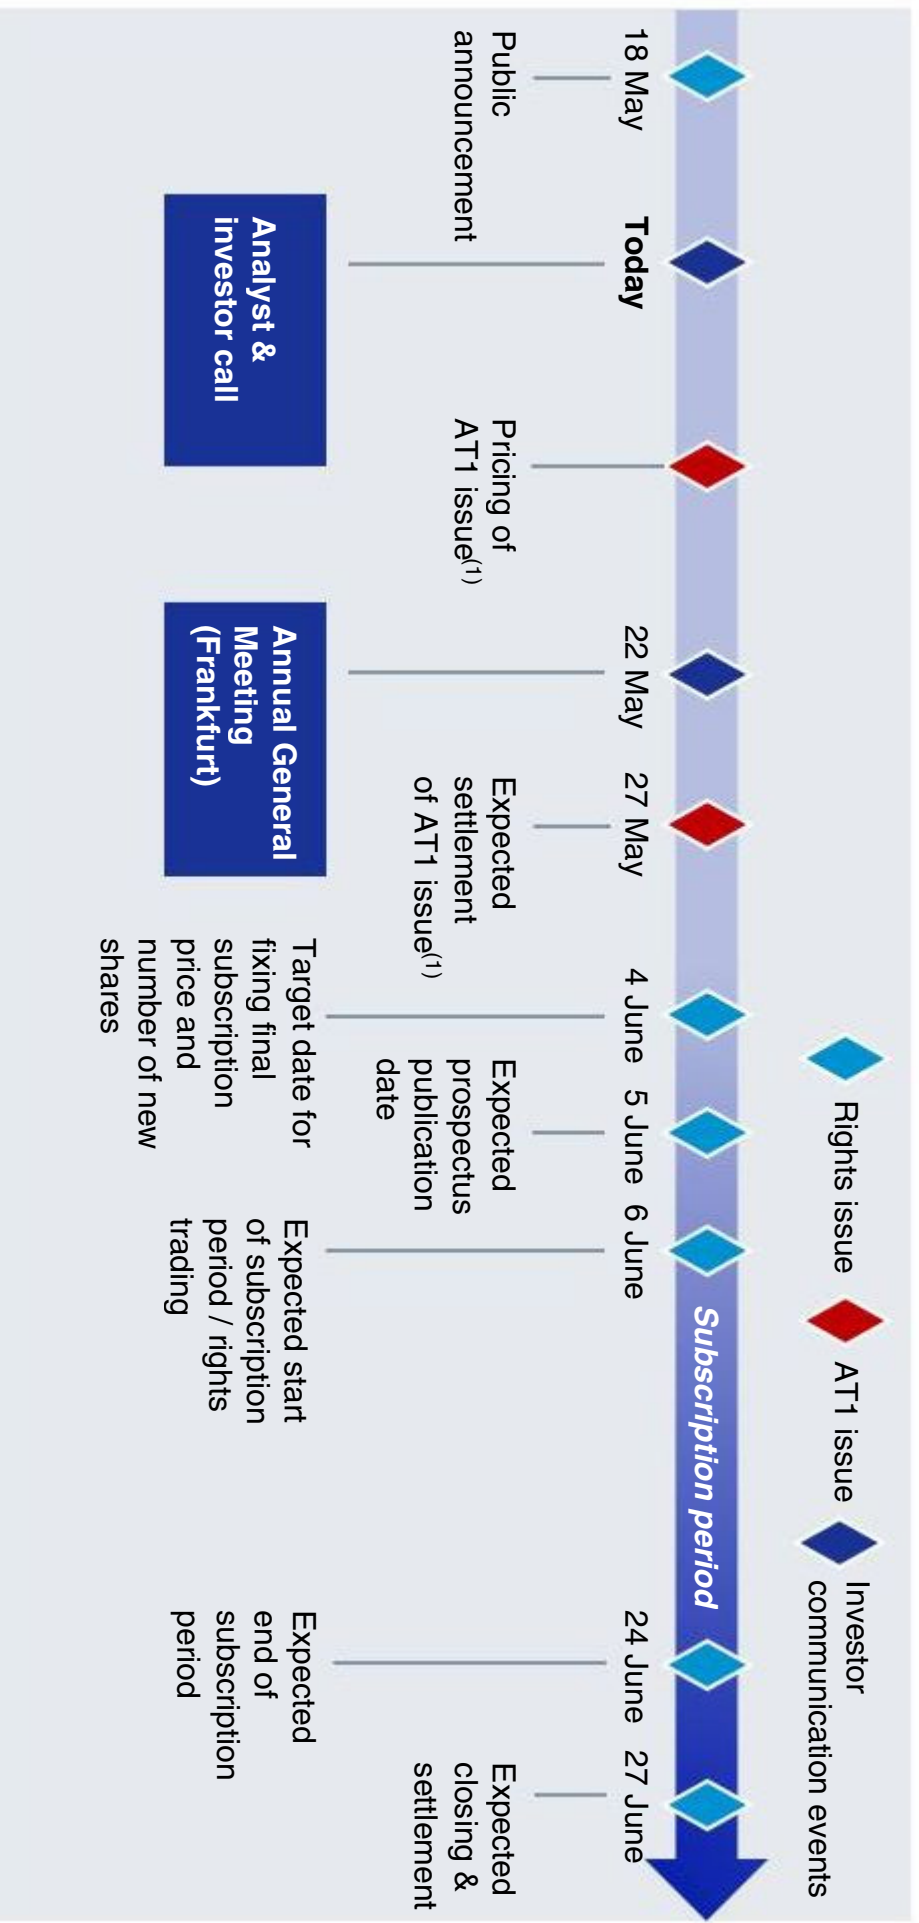 Rights issue
AT1 issue
Investor
communication events
Subscription period
18 May
Today
22 May
27 May
4 June
5 June
6 June
24 June
27 June
Public
announcement
Analyst &
investor call
Pricing of
AT1 issue(1)
Annual General
Meeting
(Frankfurt)
Expected
settlement
of AT1 issue(1)
Target date for
fixing final
subscription
price and
number of new
shares
Expected
prospectus
publication
date
Expected start
of subscription
period / rights
trading
Expected
end of
subscription
period
Expected
closing &
settlement